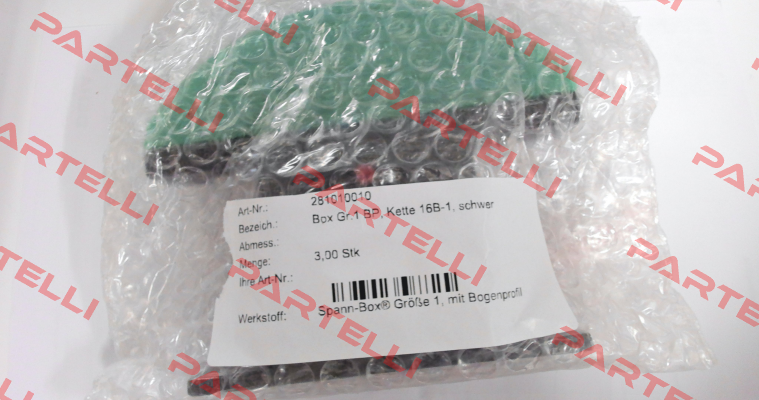 PARTELLI
Art-Nr.: 281010010
Bezeich.: Box Gr.1 BP, Kette 16B-1, schwer
Abmess.:
Menge: 3,00 Stk
Ihre Art-Nr.:
Werkstoff: Spann-Box® Größe 1, mit Bogenprofil